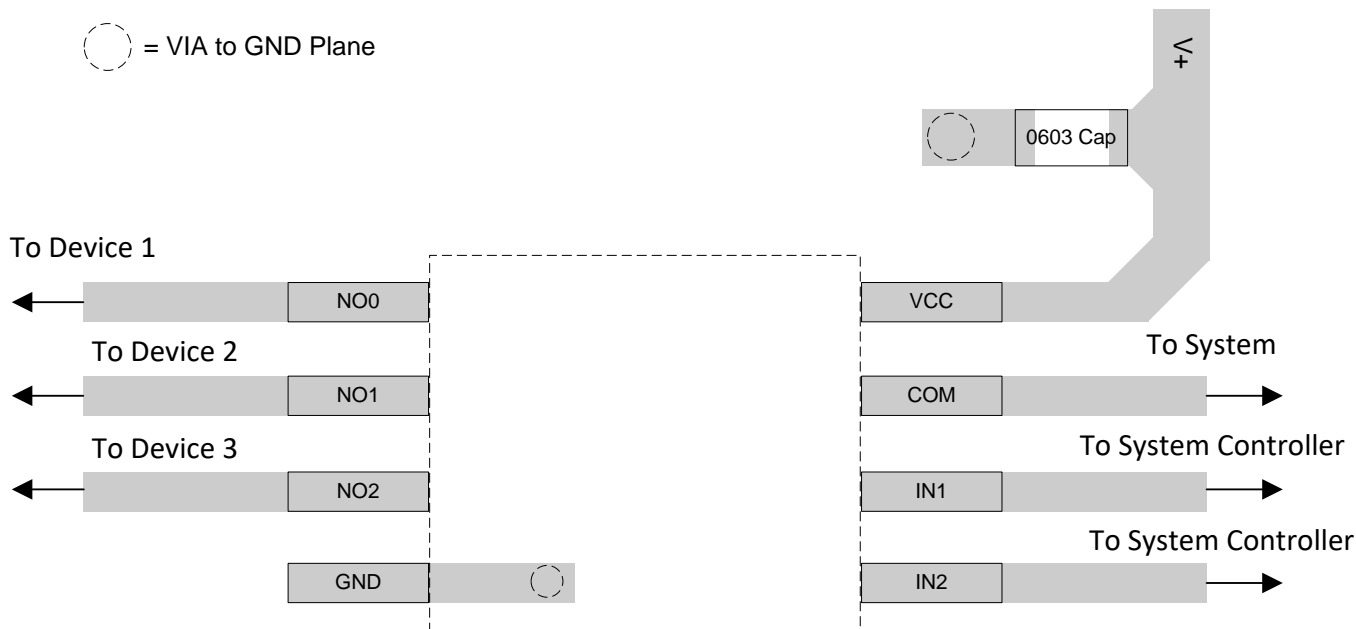 = VIA to GND Plane
V+
0603 Cap
To Device 1
NO0
VCC
To Device 2
To System
NO1
COM
To Device 3
To System Controller
NO2
IN1
To System Controller
GND
IN2